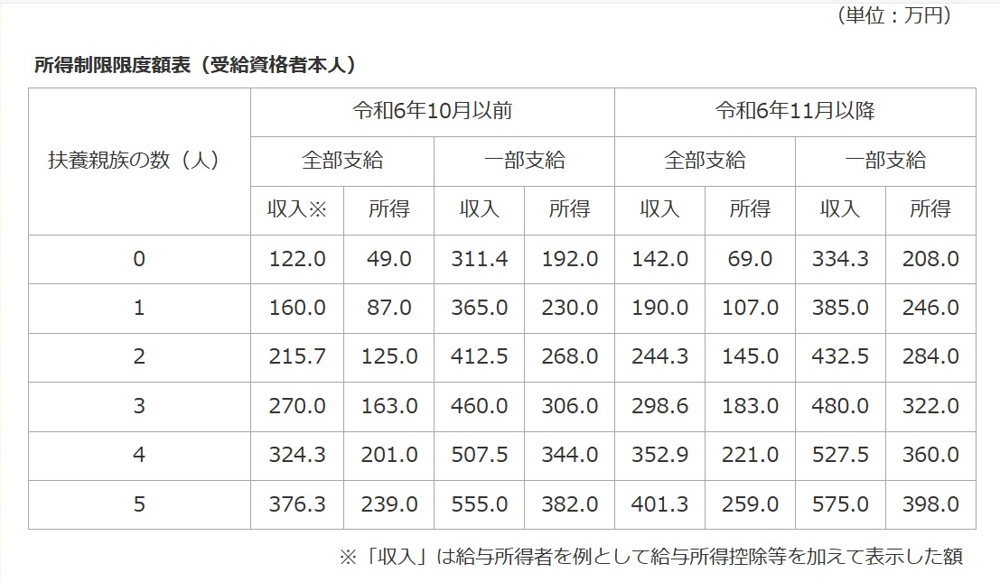 (単位：万円)
所得制限限度額表（受給資格者本人）
令和6年10月以前 令和6年11月以降
扶養親族の数（人） 全部支給 一部支給 全部支給 一部支給
収入※ 所得 収入 所得 収入 所得 収入 所得
0 122.0 49.0 311.4 192.0 142.0 69.0 334.3 208.0
1 160.0 87.0 365.0 230.0 190.0 107.0 385.0 246.0
2 215.7 125.0 412.5 268.0 244.3 145.0 432.5 284.0
3 270.0 163.0 460.0 306.0 298.6 183.0 480.0 322.0
4 324.3 201.0 507.5 344.0 352.9 221.0 527.5 360.0
5 376.3 239.0 555.0 382.0 401.3 259.0 575.0 398.0
※「収入」は給与所得者を例として給与所得控除等を加えて表示した額